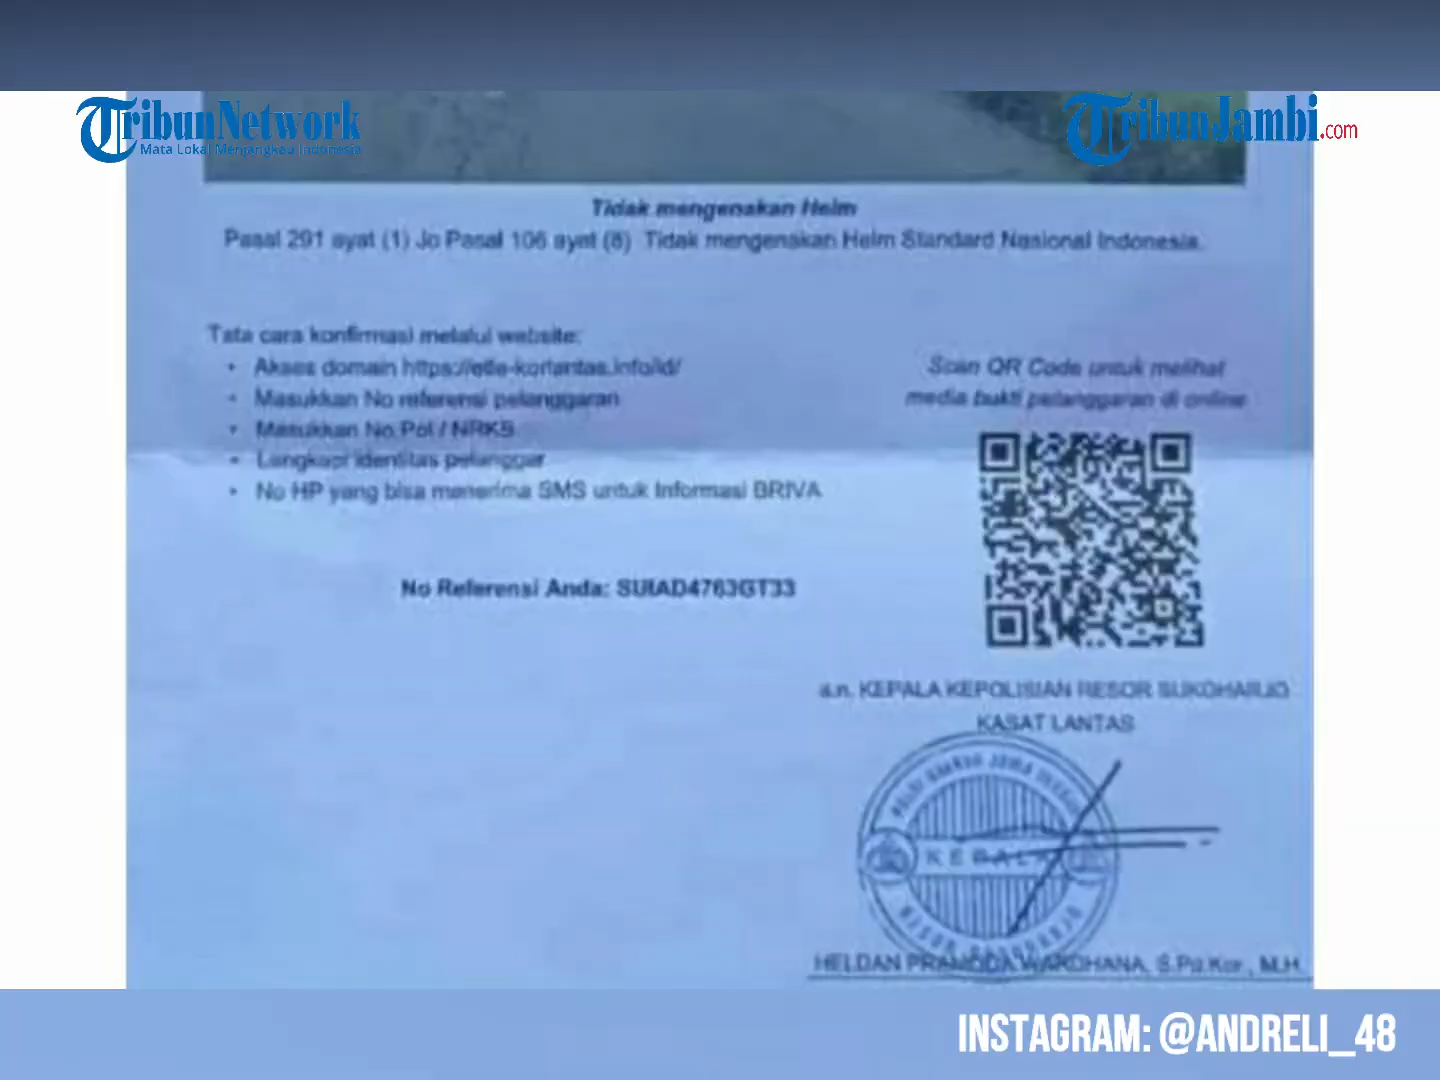 TribunNetwork
Mata Lokal Menjangkau Indonesia
TribunJambi.com
Tidak mengenakan Helm
Pasal 291 ayat (1) Jo Pasal 106 ayat (8) Tidak mengenakan Helm Standard Nasional Indonesia.
Tata cara konfirmasi melalui website:
• Akses domain https://etle-korlantas.info/id/
• Masukkan No referensi pelanggaran
• Masukkan No Pol / NRKB
• Lengkapi identitas pelanggar
• No HP yang bisa menerima SMS untuk Informasi BRIVA
Scan QR Code untuk melihat
media bukti pelanggaran di online
No Referensi Anda: SUIAD4763GT33
a.n. KEPALA KEPOLISIAN RESOR SUKOHARJO
KASAT LANTAS
KEPALA
RESOR SUKOHARJO
HELDAN PRAMODA WARDHANA, S.Pd.Kor., M.H.
INSTAGRAM: @ANDRELI_48